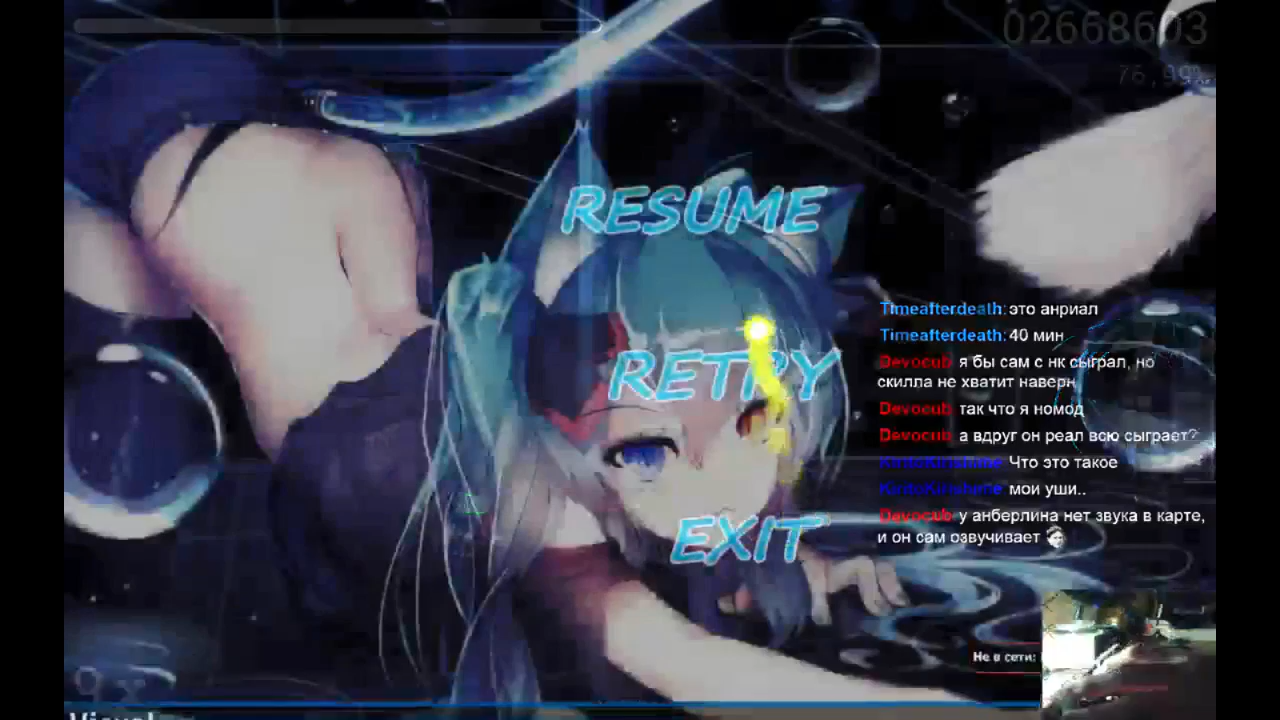 02668603
76.99%
RESUME
RETRY
EXIT
Timeafterdeath: это анриал
Timeafterdeath: 40 мин
Devocub: я бы сам с нк сыграл, но
скилла не хватит наверн
Devocub: так что я номод
Devocub: а вдруг он реал всю сыграет?
KiritoKirishime: Что это такое
KiritoKirishime: мои уши..
Devocub: у анберлина нет звука в карте,
и он сам озвучивает
Не в сети:
9x